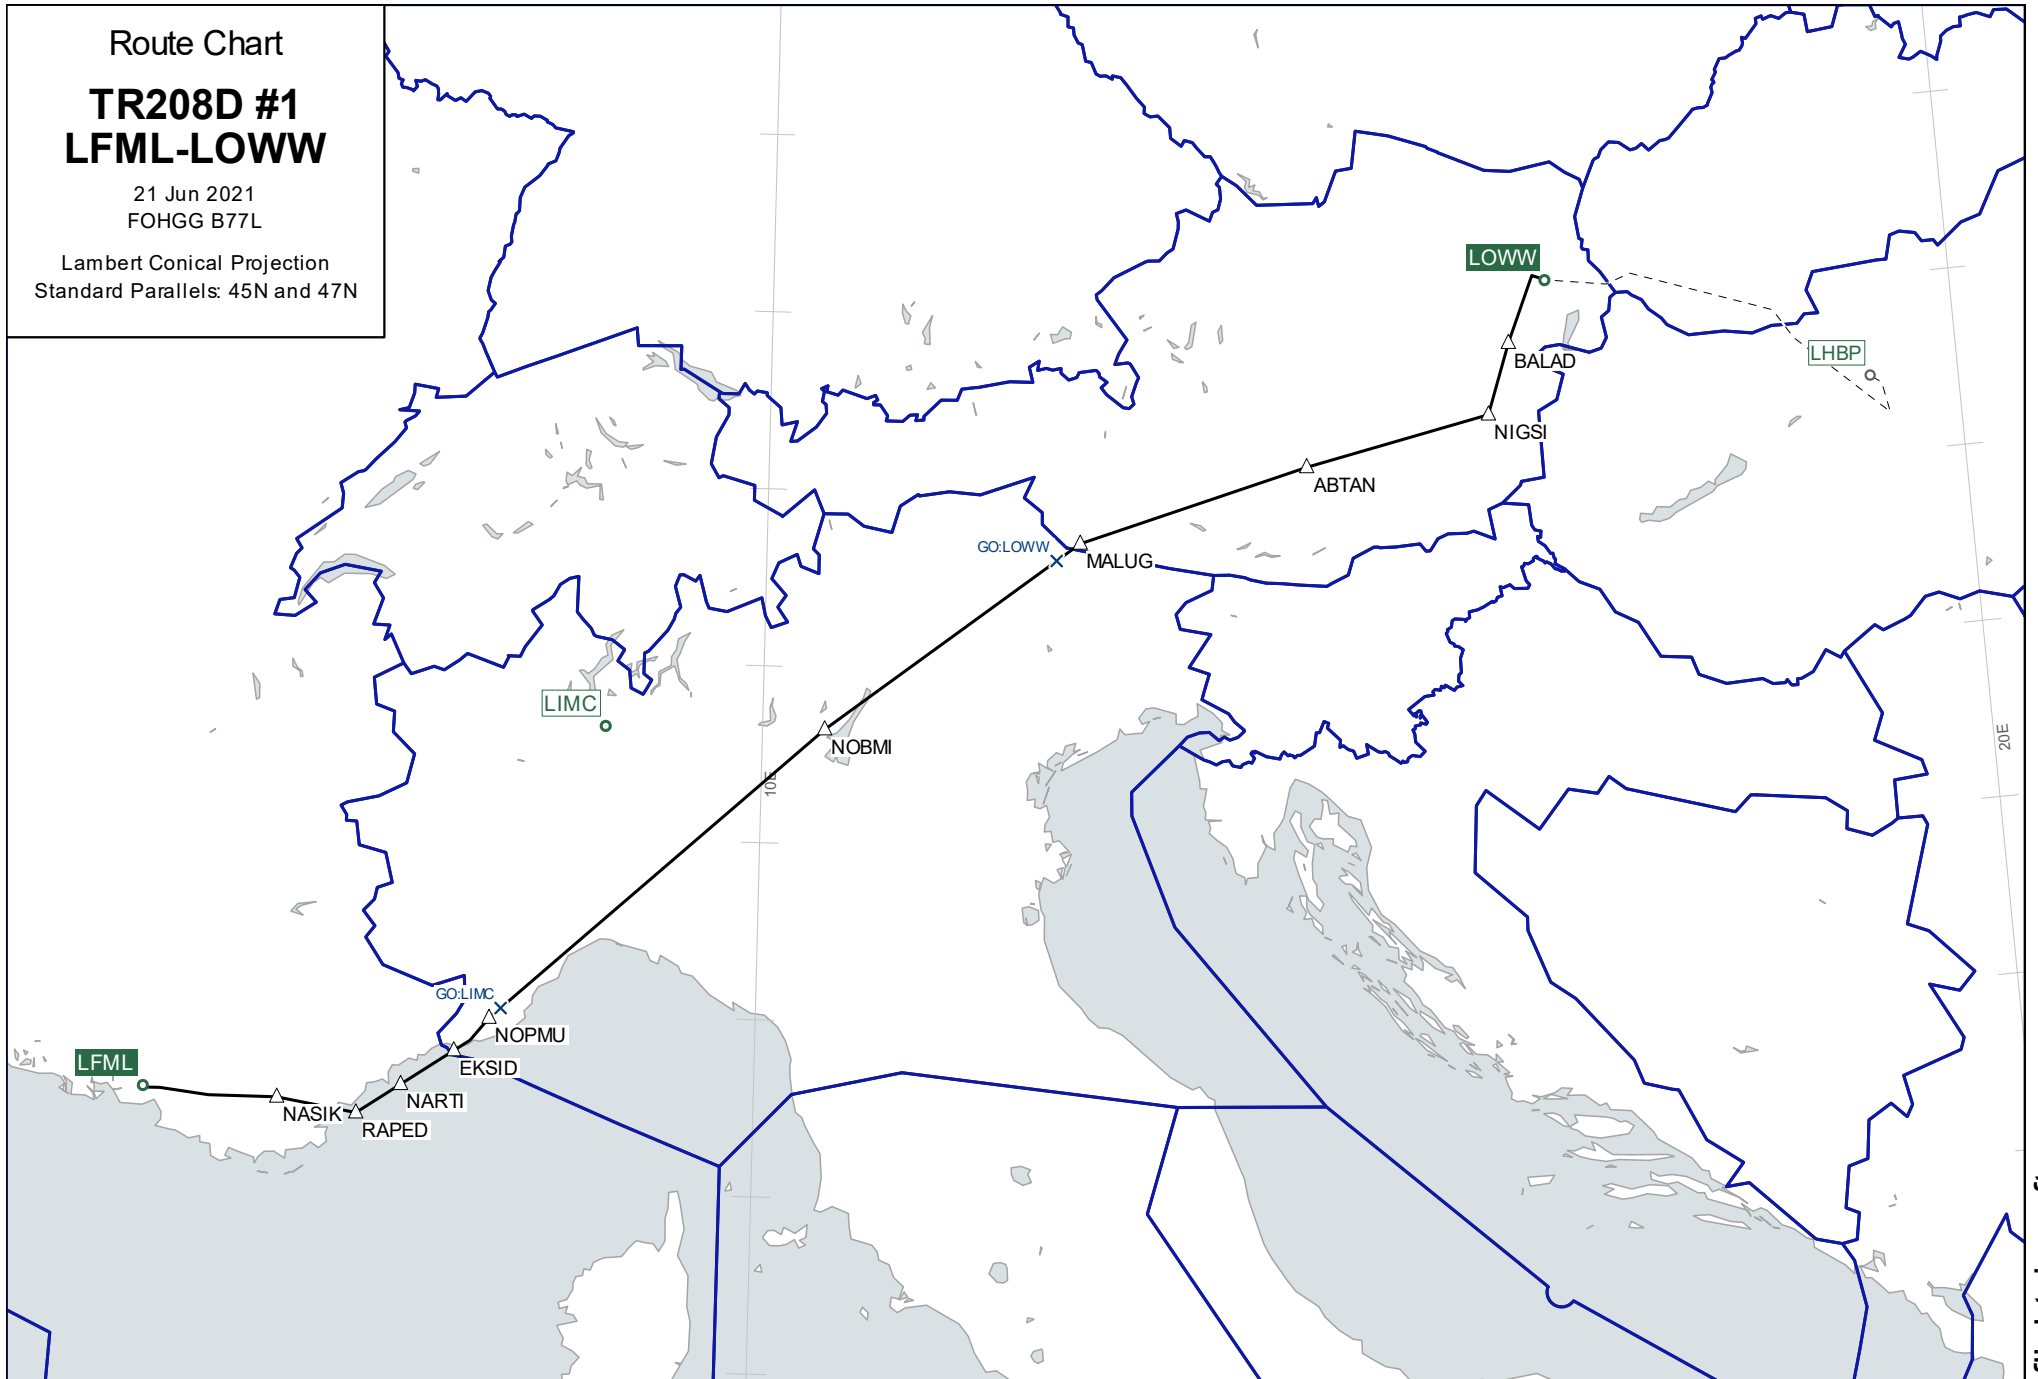 Route Chart
TR208D #1
LFML-LOWW
21 Jun 2021
FOHGG B77L
Lambert Conical Projection
Standard Parallels: 45N and 47N
LOWW
BALAD
LHBP
NIGSI
ABTAN
GO:LOWW
MALUG
LIMC
NOBMI
10E
20E
GO:LIMC
NOPMU
LFML
EKSID
NARTI
NASIK
RAPED